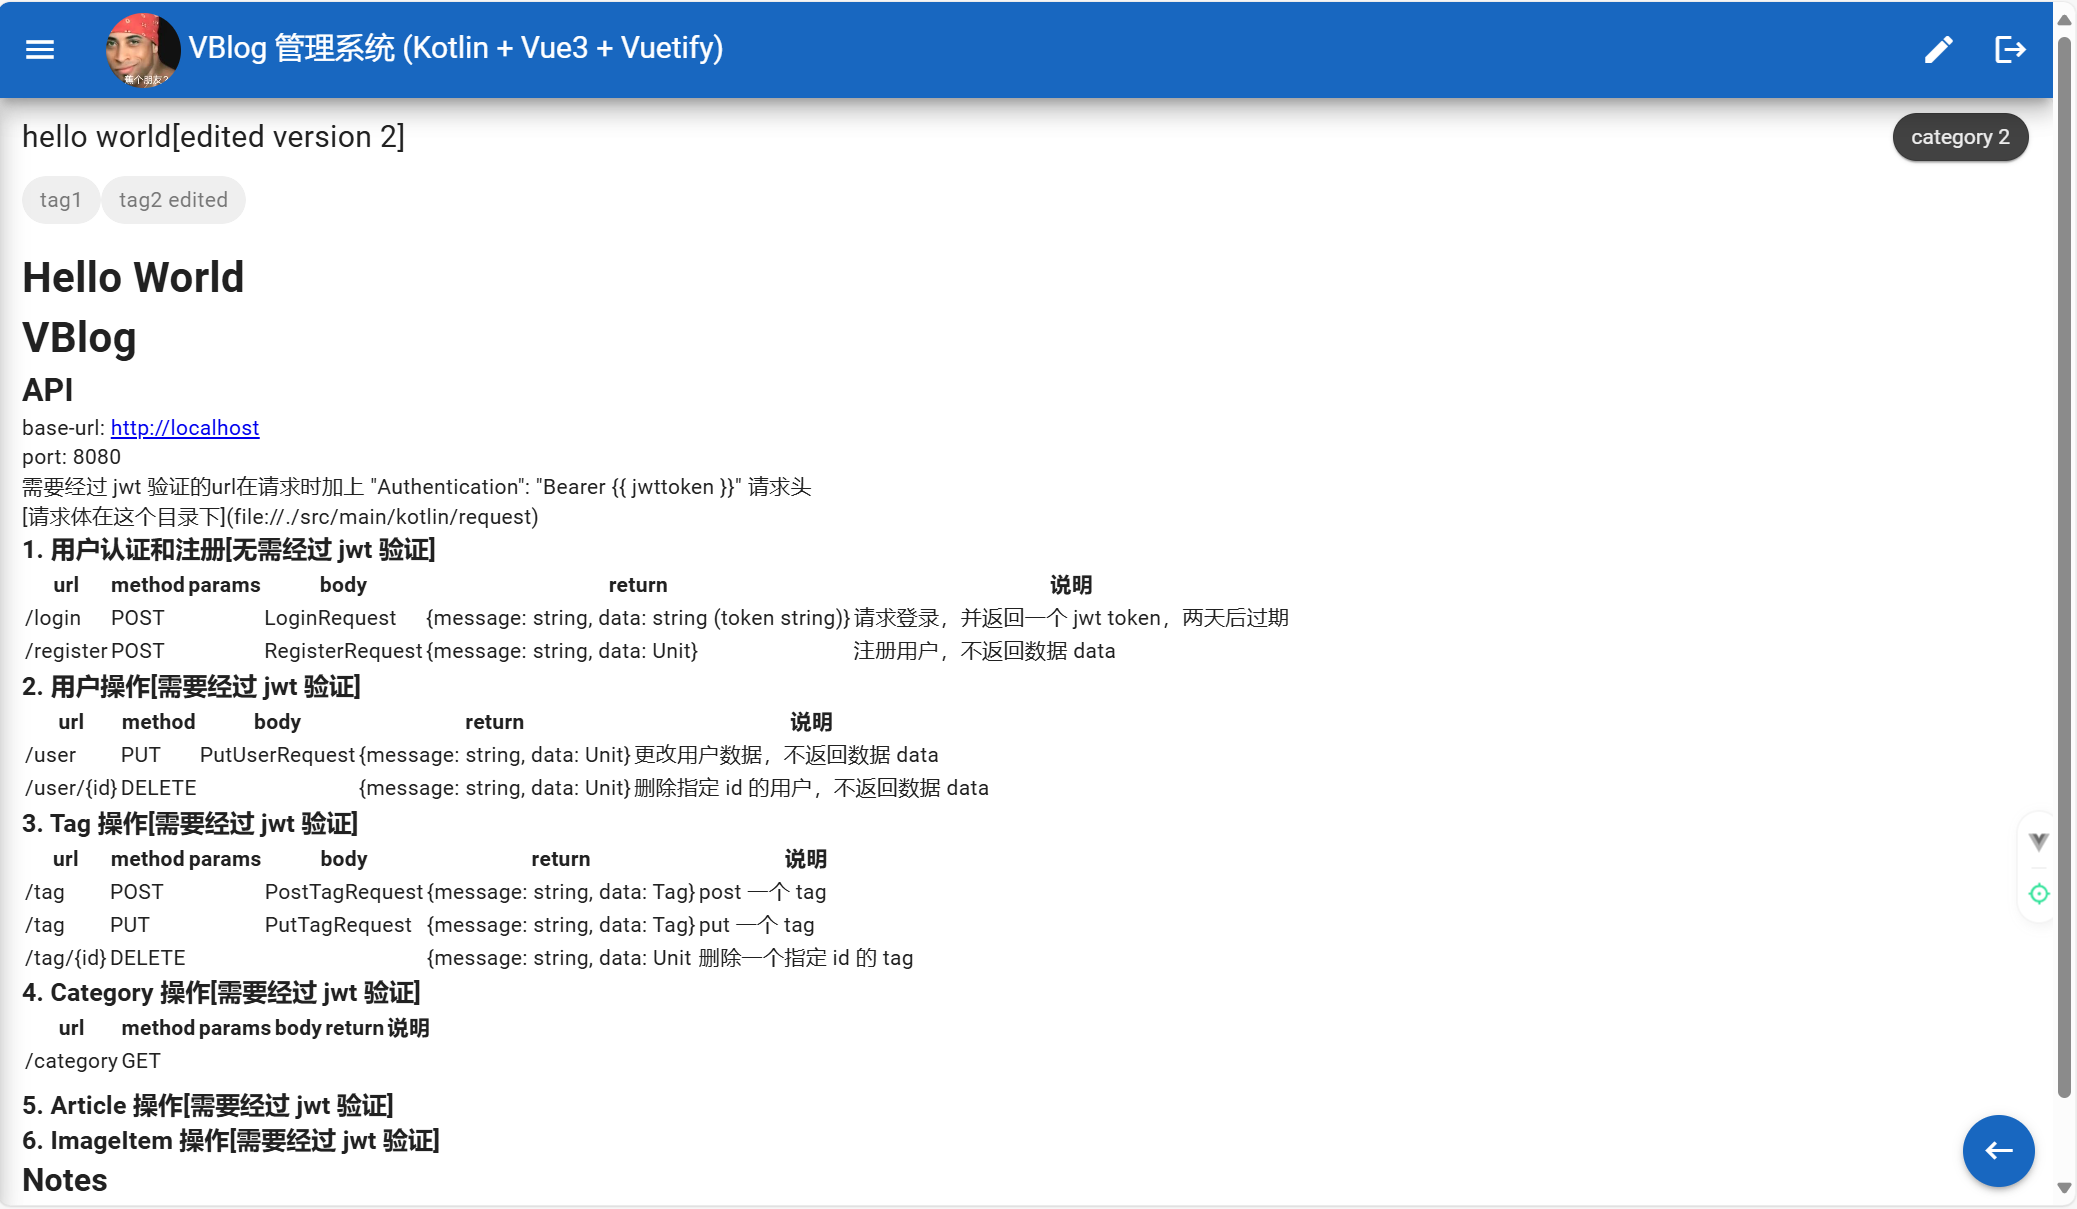 蕉个朋友?
VBlog 管理系统 (Kotlin + Vue3 + Vuetify)
hello world[edited version 2]
category 2
tag1 tag2 edited
Hello World
VBlog
API
base-url: http://localhost
port: 8080
需要经过 jwt 验证的url在请求时加上 "Authentication": "Bearer {{ jwttoken }}" 请求头
[请求体在这个目录下](file://./src/main/kotlin/request)
1. 用户认证和注册[无需经过 jwt 验证]
url method params body return 说明
/login POST LoginRequest {message: string, data: string (token string)} 请求登录，并返回一个 jwt token，两天后过期
/register POST RegisterRequest {message: string, data: Unit} 注册用户，不返回数据 data
2. 用户操作[需要经过 jwt 验证]
url method body return 说明
/user PUT PutUserRequest {message: string, data: Unit} 更改用户数据，不返回数据 data
/user/{id} DELETE {message: string, data: Unit} 删除指定 id 的用户，不返回数据 data
3. Tag 操作[需要经过 jwt 验证]
url method params body return 说明
/tag POST PostTagRequest {message: string, data: Tag} post 一个 tag
/tag PUT PutTagRequest {message: string, data: Tag} put 一个 tag
/tag/{id} DELETE {message: string, data: Unit 删除一个指定 id 的 tag
4. Category 操作[需要经过 jwt 验证]
url method params body return 说明
/category GET
5. Article 操作[需要经过 jwt 验证]
6. ImageItem 操作[需要经过 jwt 验证]
Notes